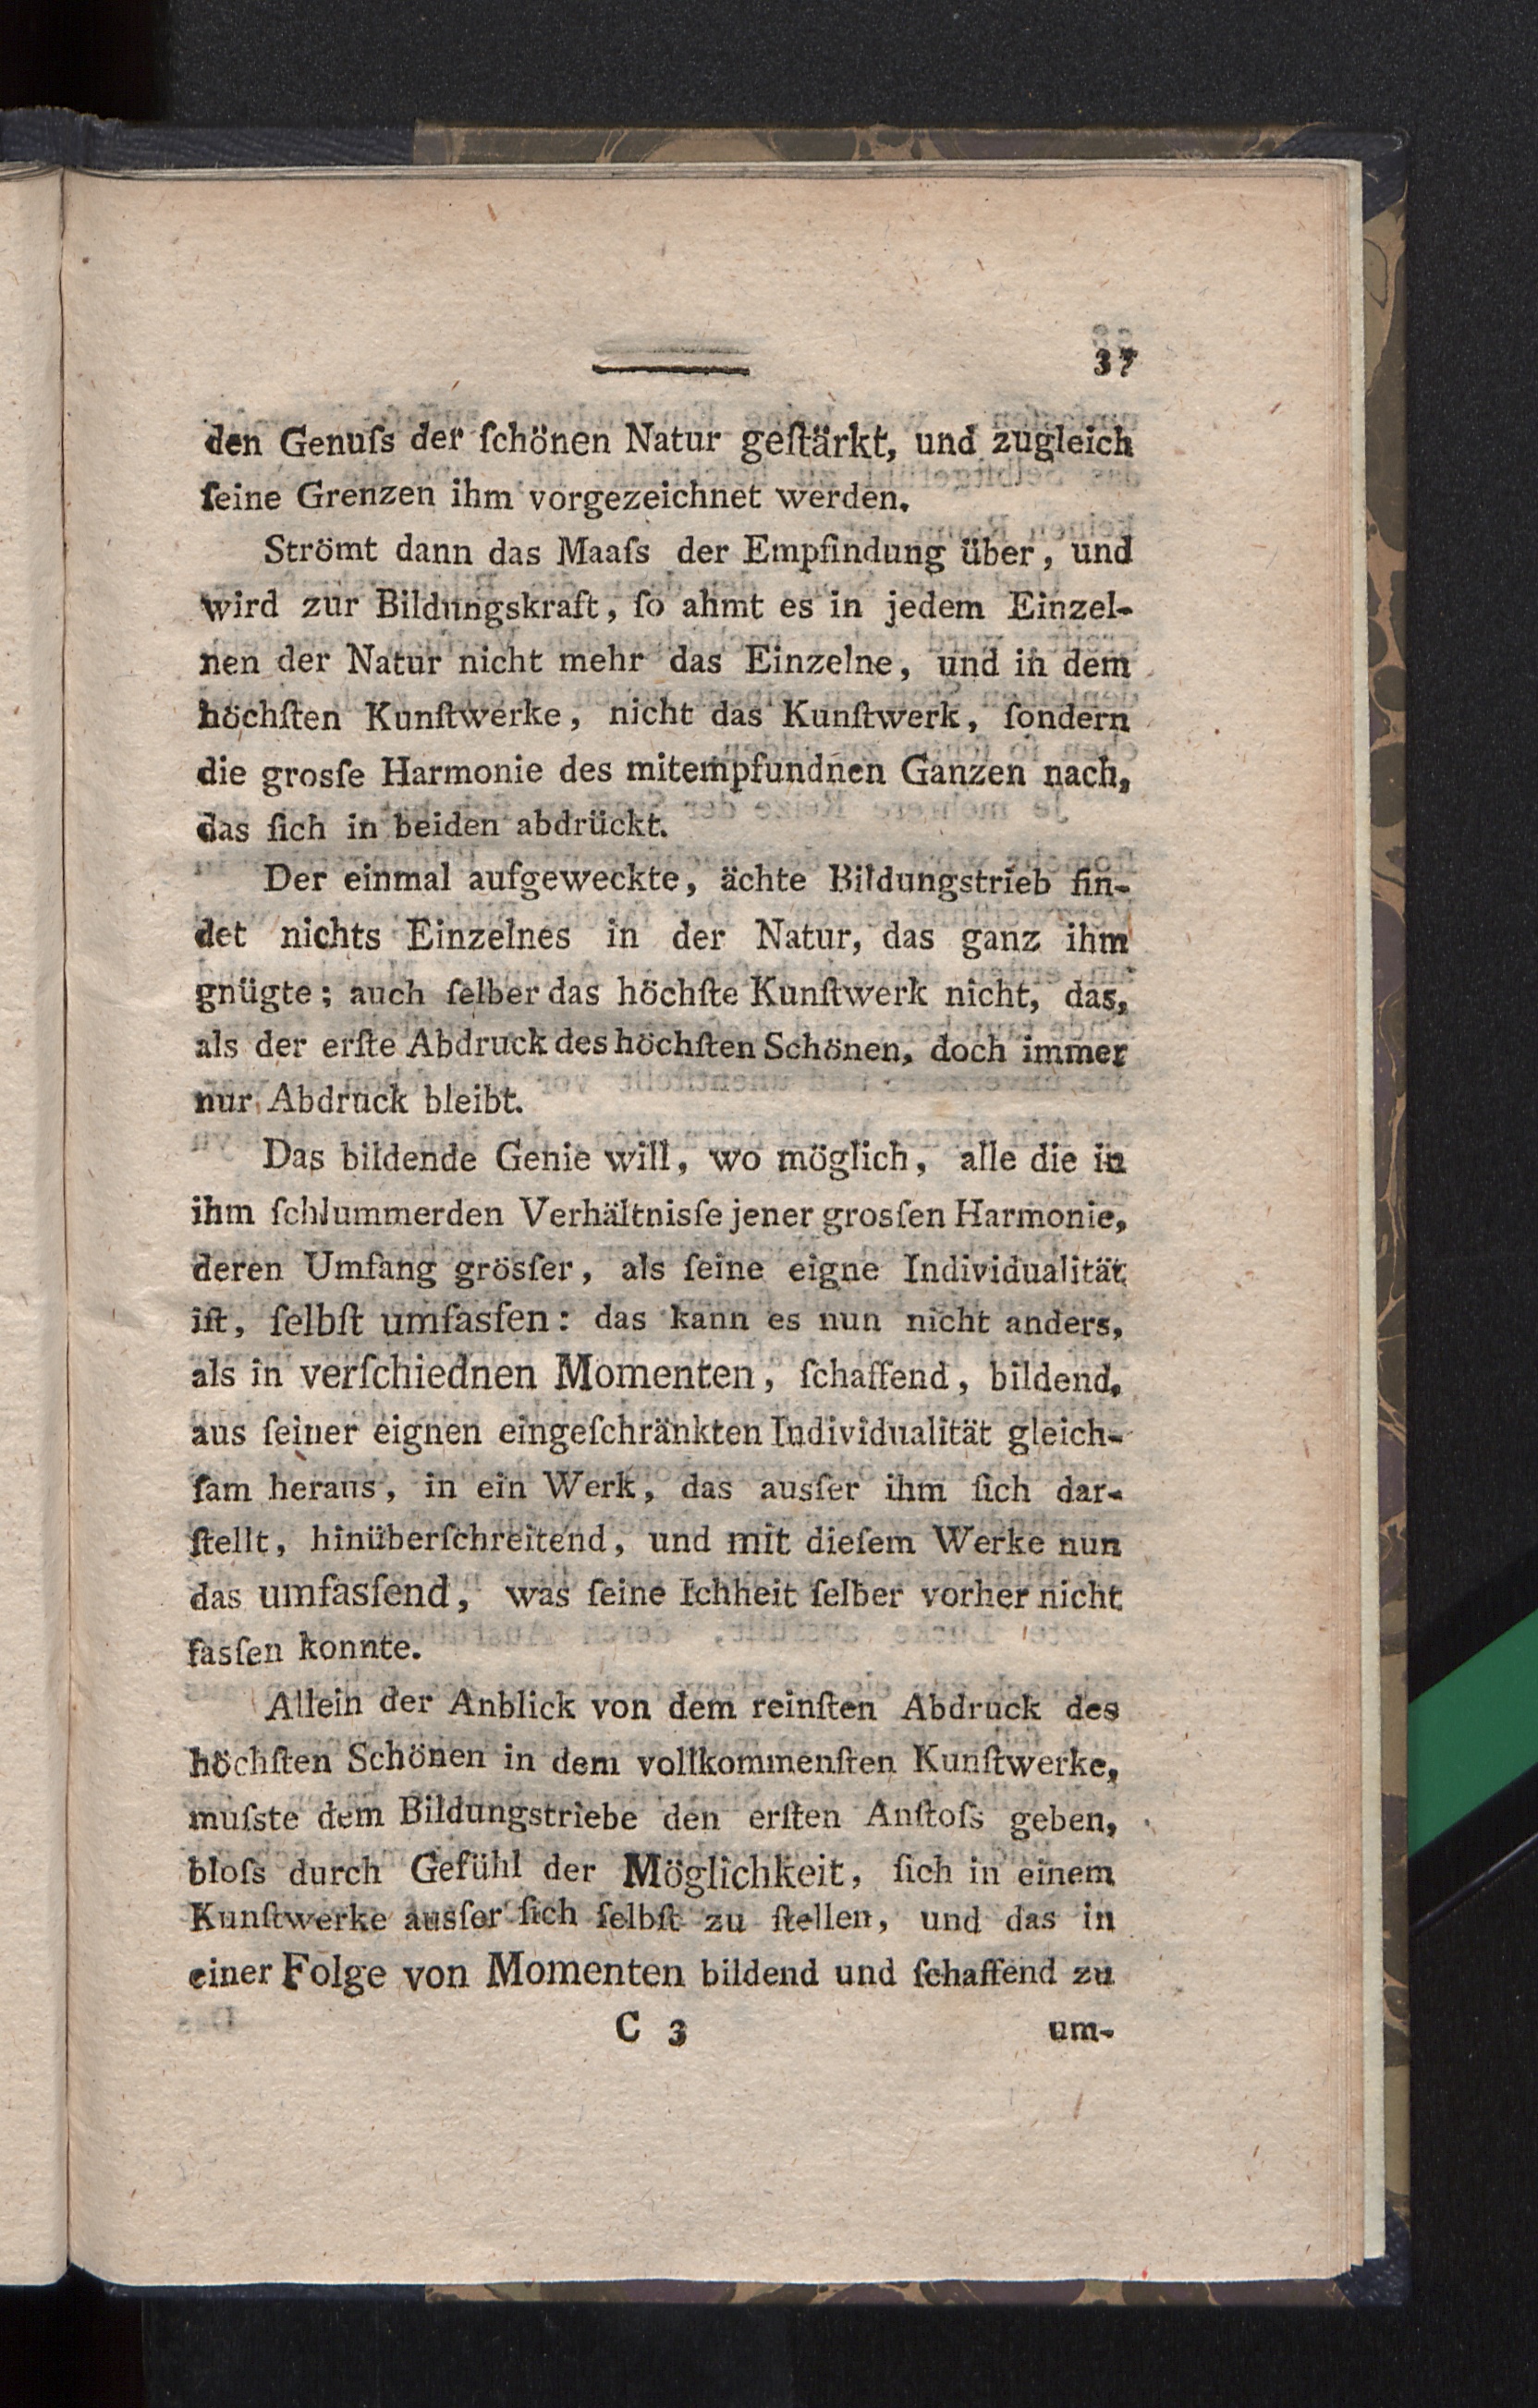 37
den Genuſs der ſchönen Natur geſtärkt, und zugleich
ſeine Grenzen ihm vorgezeichnet werden.
Strömt dann das Maaſs der Empfindung über, und
wird zur Bildungskraft, ſo ahmt es in jedem Einzel-
nen der Natur nicht mehr das Einzelne, und in dem
höchſten Kunſtwerke, nicht das Kunſtwerk, ſondern
die grosſe Harmonie des mitempfundnen Ganzen nach,
das ſich in beiden abdrückt.
Der einmal aufgeweckte, ächte Bildungstrieb fin-
det nichts Einzelnes in der Natur, das ganz ihm
gnügte; auch ſelber das höchſte Kunſtwerk nicht, das,
als der erſte Abdruck des höchſten Schönen, doch immer
nur Abdruck bleibt.
Das bildende Genie will, wo möglich, alle die in
ihm ſchlummerden Verhältnisſe jener grosſen Harmonie,
deren Umfang grösſer, als ſeine eigne Individualität
iſt, ſelbſt umfasſen: das kann es nun nicht anders,
als in verſchiednen Momenten, ſchaffend, bildend,
aus ſeiner eignen eingeſchränkten Individualität gleich-
ſam heraus, in ein Werk, das ausſer ihm ſich dar-
ſtellt, hinüberſchreitend, und mit dieſem Werke nun
das umfasſend, was ſeine Ichheit ſelber vorher nicht
fasſen konnte.
Allein der Anblick von dem reinſten Abdruck des
höchſten Schönen in dem vollkommenſten Kunſtwerke,
muſste dem Bildungstriebe den erſten Anſtoſs geben,
bloſs durch Gefühl der Möglichkeit, ſich in einem
Kunſtwerke ausſer ſich ſelbſt zu ſtellen, und das in
einer Folge von Momenten bildend und ſchaffend zu
C 3 um-